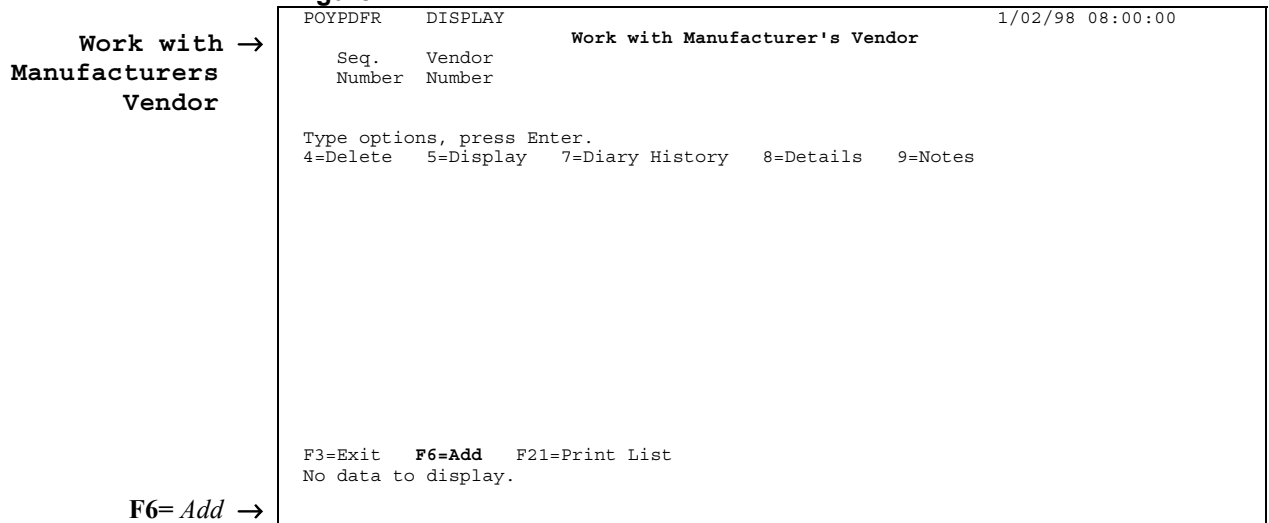 POYPDFR DISPLAY 1/02/98 08:00:00
Work with →
Manufacturers
Vendor
Work with Manufacturer's Vendor
Seq. Vendor
Number Number
Type options, press Enter.
4=Delete 5=Display 7=Diary History 8=Details 9=Notes
F3=Exit F6=Add F21=Print List
No data to display.
F6= Add →